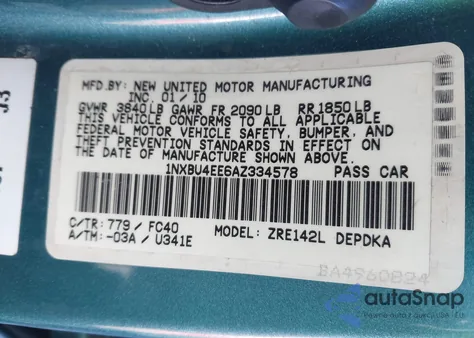 J3
MFD.BY: NEW UNITED MOTOR MANUFACTURING
INC. 01/10
GVWR 3840LB GAWR FR 2090LB RR 1850LB
THIS VEHICLE CONFORMS TO ALL APPLICABLE
FEDERAL MOTOR VEHICLE SAFETY, BUMPER, AND
THEFT PREVENTION STANDARDS IN EFFECT ON
THE DATE OF MANUFACTURE SHOWN ABOVE.
1NXBU4EE6AZ334578 PASS CAR
C/TR: 779 / FC40 MODEL: ZRE142L DEPDKA
A/TM: -03A / U341E
BA4960824
autoSnap